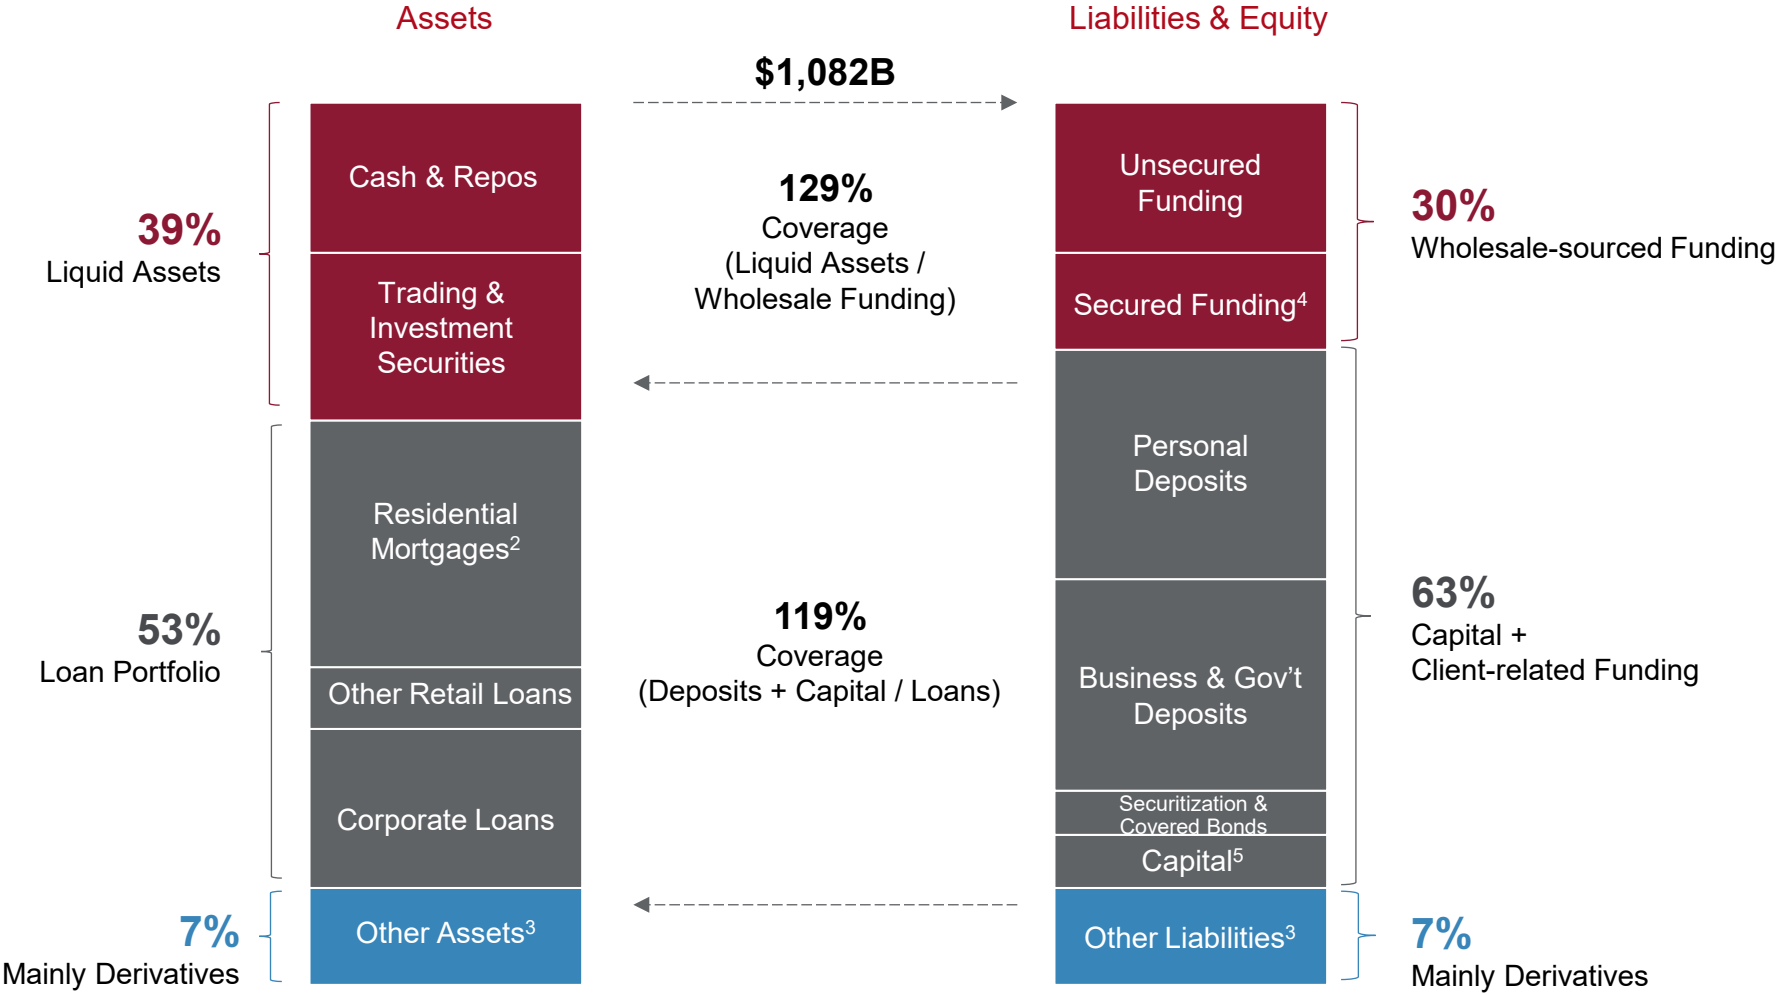 Assets
Liabilities & Equity
$1,082B
Cash & Repos
Trading &
Investment
Securities
39%
Liquid Assets
129%
Coverage
(Liquid Assets /
Wholesale Funding)
Unsecured
Funding
Secured Funding4
30%
Wholesale-sourced Funding
Residential
Mortgages2
Other Retail Loans
Corporate Loans
53%
Loan Portfolio
119%
Coverage
(Deposits + Capital / Loans)
Personal
Deposits
Business & Gov’t
Deposits
Securitization &
Covered Bonds
Capital5
63%
Capital +
Client-related Funding
7%
Mainly Derivatives
Other Assets3
Other Liabilities3
7%
Mainly Derivatives